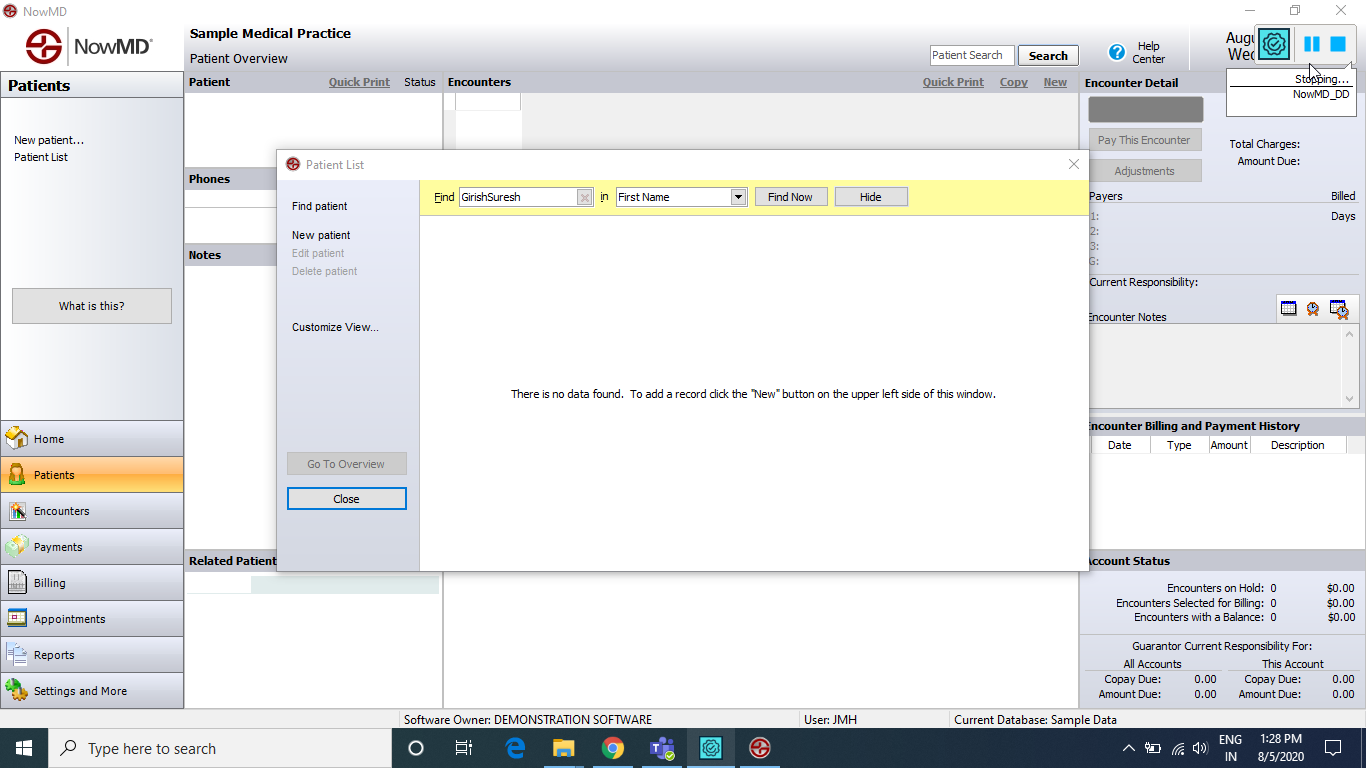 NowMD
NowMD®
Sample Medical Practice
Patient Overview
Patient Search
Search
Help
Center
Stopping...
NowMD_DD
Patients
New patient...
Patient List
What is this?
Home
Patients
Encounters
Payments
Billing
Appointments
Reports
Settings and More
Patient Quick Print Status
Phones
Notes
Related Patient
Encounters Quick Print Copy New
Patient List
Find patient
New patient
Edit patient
Delete patient
Customize View...
Go To Overview
Close
Find GirishSuresh in First Name Find Now Hide
There is no data found. To add a record click the "New" button on the upper left side of this window.
Encounter Detail
Pay This Encounter
Adjustments
Total Charges:
Amount Due:
Payers Billed
1: Days
2:
3:
G:
Current Responsibility:
Encounter Notes
Encounter Billing and Payment History
Date Type Amount Description
Account Status
Encounters on Hold: 0 $0.00
Encounters Selected for Billing: 0 $0.00
Encounters with a Balance: 0 $0.00
Guarantor Current Responsibility For:
All Accounts This Account
Copay Due: 0.00 Copay Due: 0.00
Amount Due: 0.00 Amount Due: 0.00
Software Owner: DEMONSTRATION SOFTWARE User: JMH Current Database: Sample Data
Type here to search
ENG
IN
1:28 PM
8/5/2020